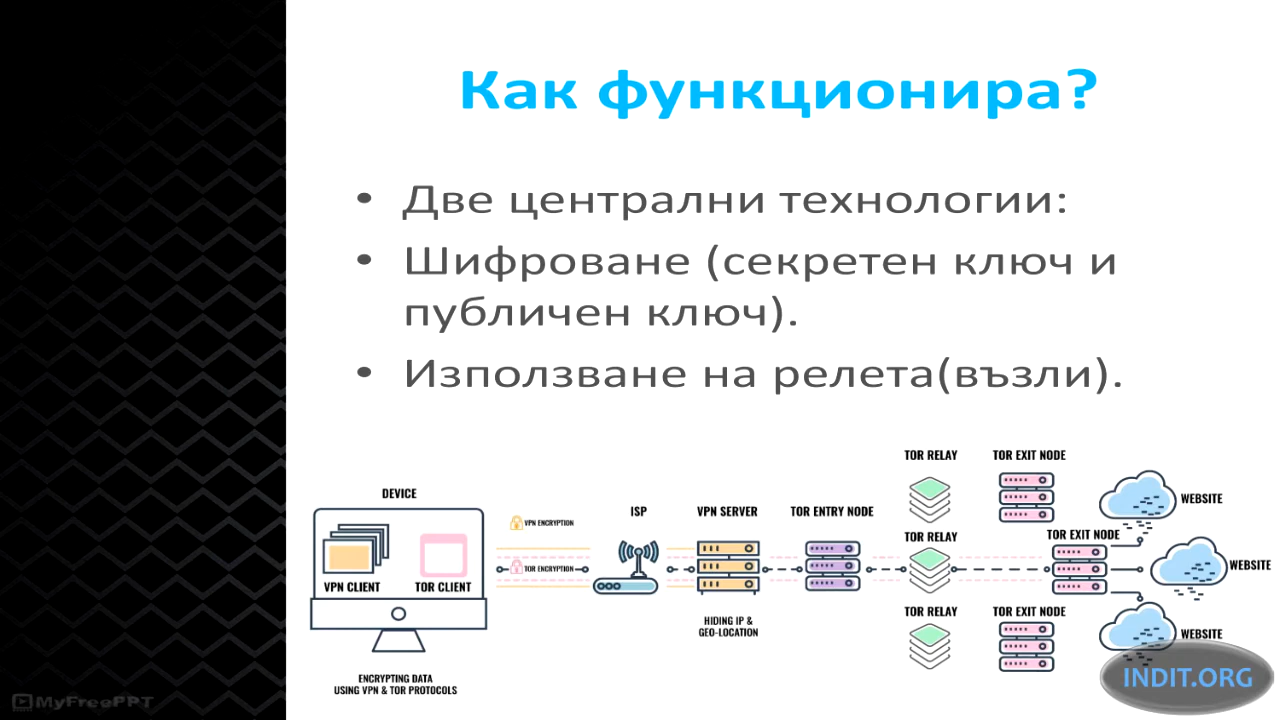 Как функционира?
• Две централни технологии:
• Шифроване (секретен ключ и
публичен ключ).
• Използване на релета(възли).
DEVICE
VPN CLIENT
TOR CLIENT
ENCRYPTING DATA
USING VPN & TOR PROTOCOLS
VPN ENCRYPTION
TOR ENCRYPTION
ISP
VPN SERVER
HIDING IP &
GEO-LOCATION
TOR ENTRY NODE
TOR RELAY
TOR RELAY
TOR RELAY
TOR EXIT NODE
TOR EXIT NODE
TOR EXIT NODE
WEBSITE
WEBSITE
WEBSITE
INDIT.ORG
MyFreePPT